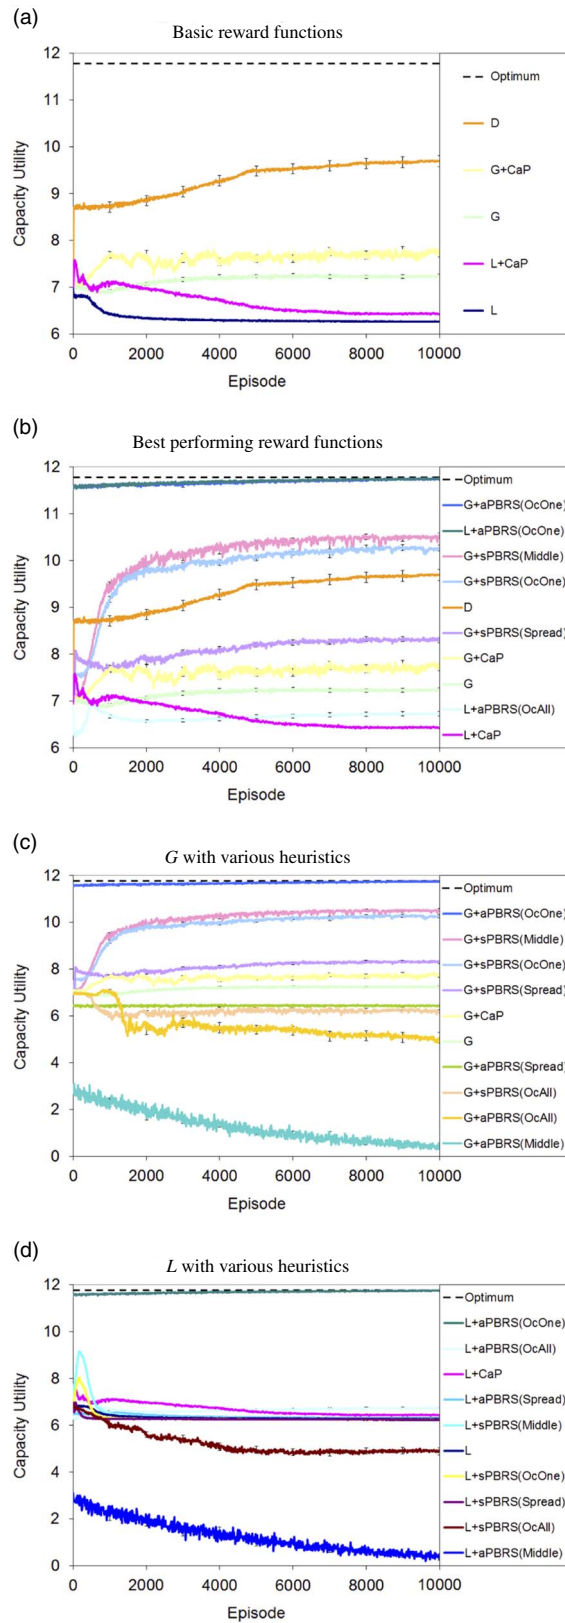 (a)
Basic reward functions
12
11
10
9
8
7
6
Capacity Utility
0
2000
4000
6000
8000
10000
Episode
Optimum
D
G+CaP
G
L+CaP
L
(b)
Best performing reward functions
12
11
10
9
8
7
6
Capacity Utility
0
2000
4000
6000
8000
10000
Episode
Optimum
G+aPBRS(OcOne)
L+aPBRS(OcOne)
G+sPBRS(Middle)
G+sPBRS(OcOne)
D
G+sPBRS(Spread)
G+CaP
G
L+aPBRS(OcAll)
L+CaP
(c)
G with various heuristics
12
10
8
6
4
2
0
Capacity Utility
0
2000
4000
6000
8000
10000
Episode
Optimum
G+aPBRS(OcOne)
G+sPBRS(Middle)
G+sPBRS(OcOne)
G+sPBRS(Spread)
G+CaP
G
G+aPBRS(Spread)
G+sPBRS(OcAll)
G+aPBRS(OcAll)
G+aPBRS(Middle)
(d)
L with various heuristics
12
10
8
6
4
2
0
Capacity Utility
0
2000
4000
6000
8000
10000
Episode
Optimum
L+aPBRS(OcOne)
L+aPBRS(OcAll)
L+CaP
L+aPBRS(Spread)
L+sPBRS(Middle)
L
L+sPBRS(OcOne)
L+sPBRS(Spread)
L+sPBRS(OcAll)
L+aPBRS(Middle)